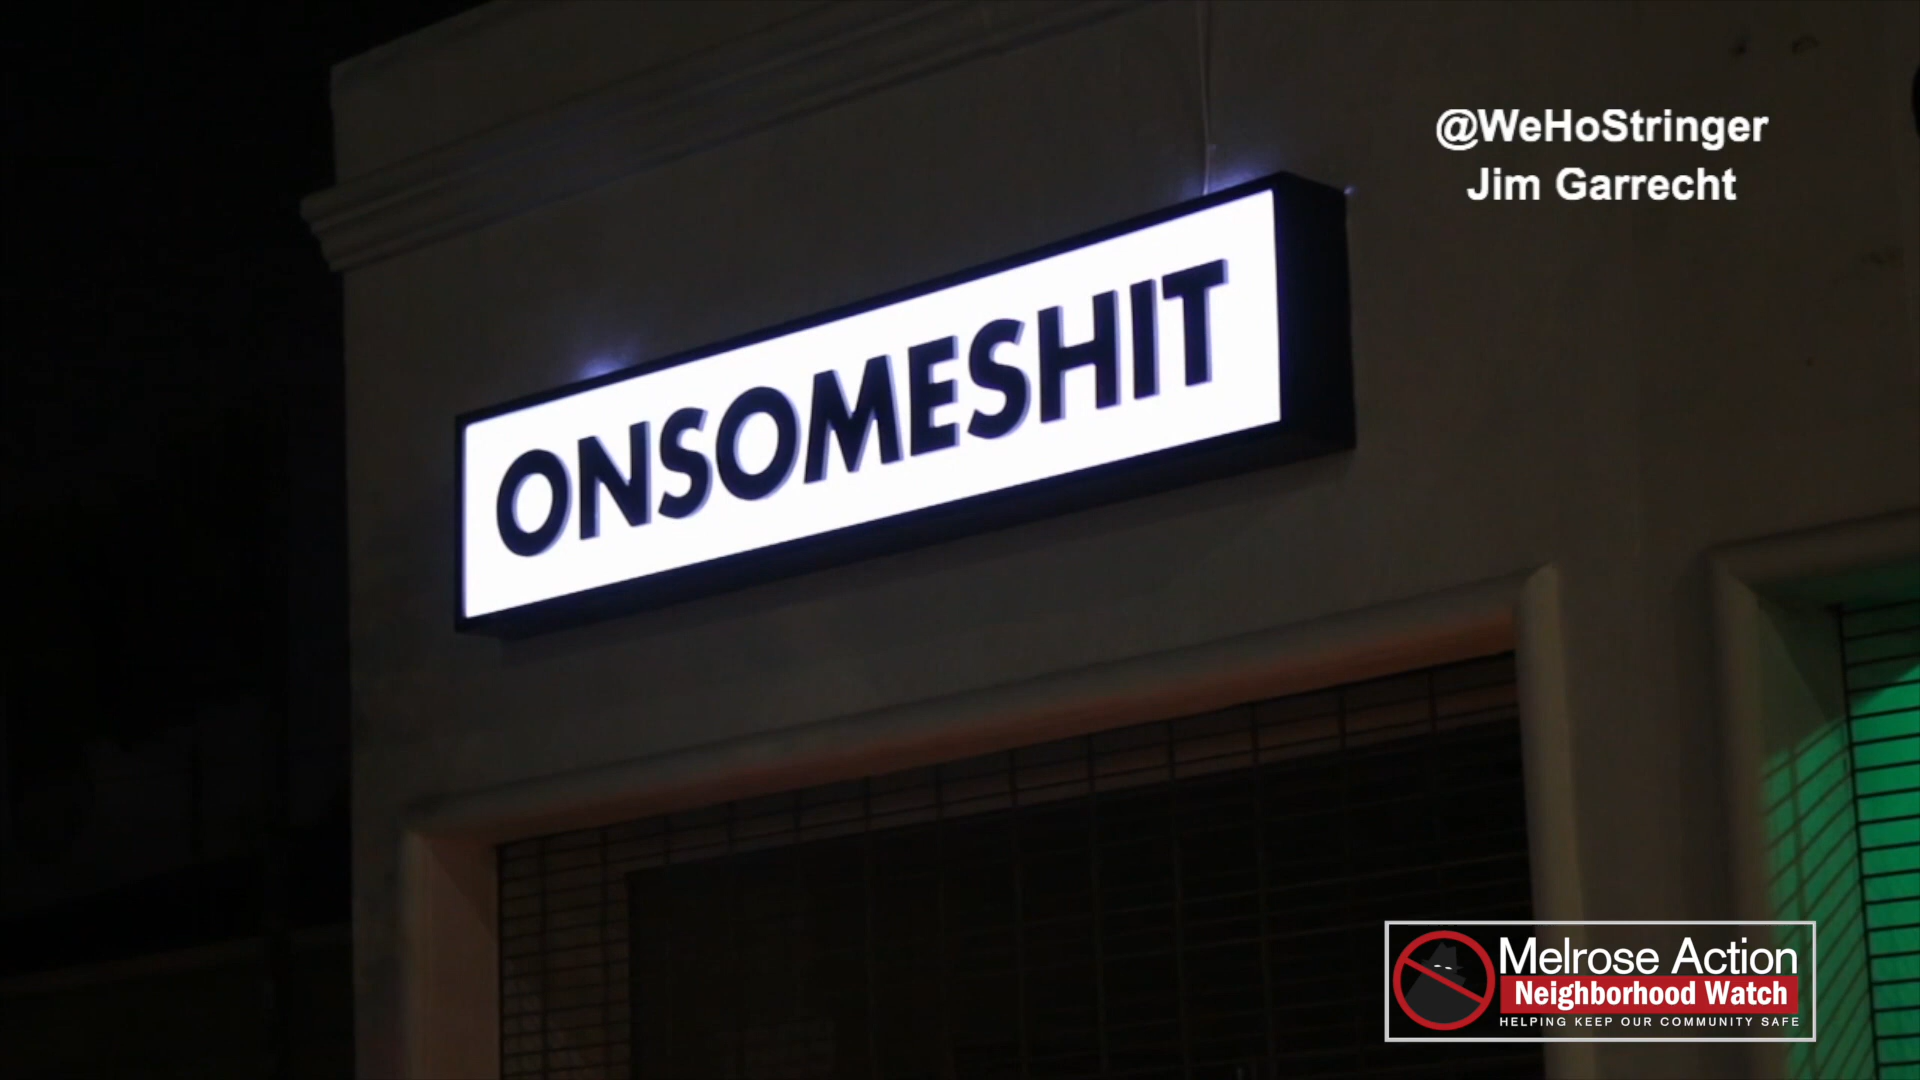 @WeHoStringer
Jim Garrecht
ONSOMESHIT
Melrose Action
Neighborhood Watch
HELPING KEEP OUR COMMUNITY SAFE